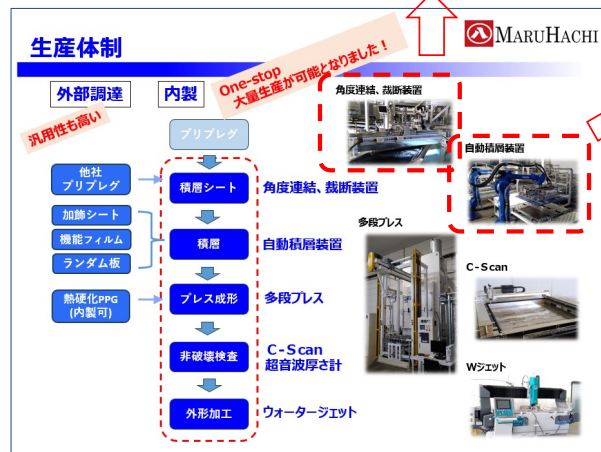 生産体制
MARUHACHI
One-stop
大量生産が可能となりました！
外部調達
内製
汎用性も高い
プリプレグ
他社
プリプレグ
積層シート
角度連結、裁断装置
加飾シート
機能フィルム
ランダム板
積層
自動積層装置
熱硬化PPG
(内製可)
プレス成形
多段プレス
非破壊検査
C-Scan
超音波厚さ計
外形加工
ウォータージェット
角度連結、裁断装置
自動積層装置
多段プレス
C-Scan
Wジェット